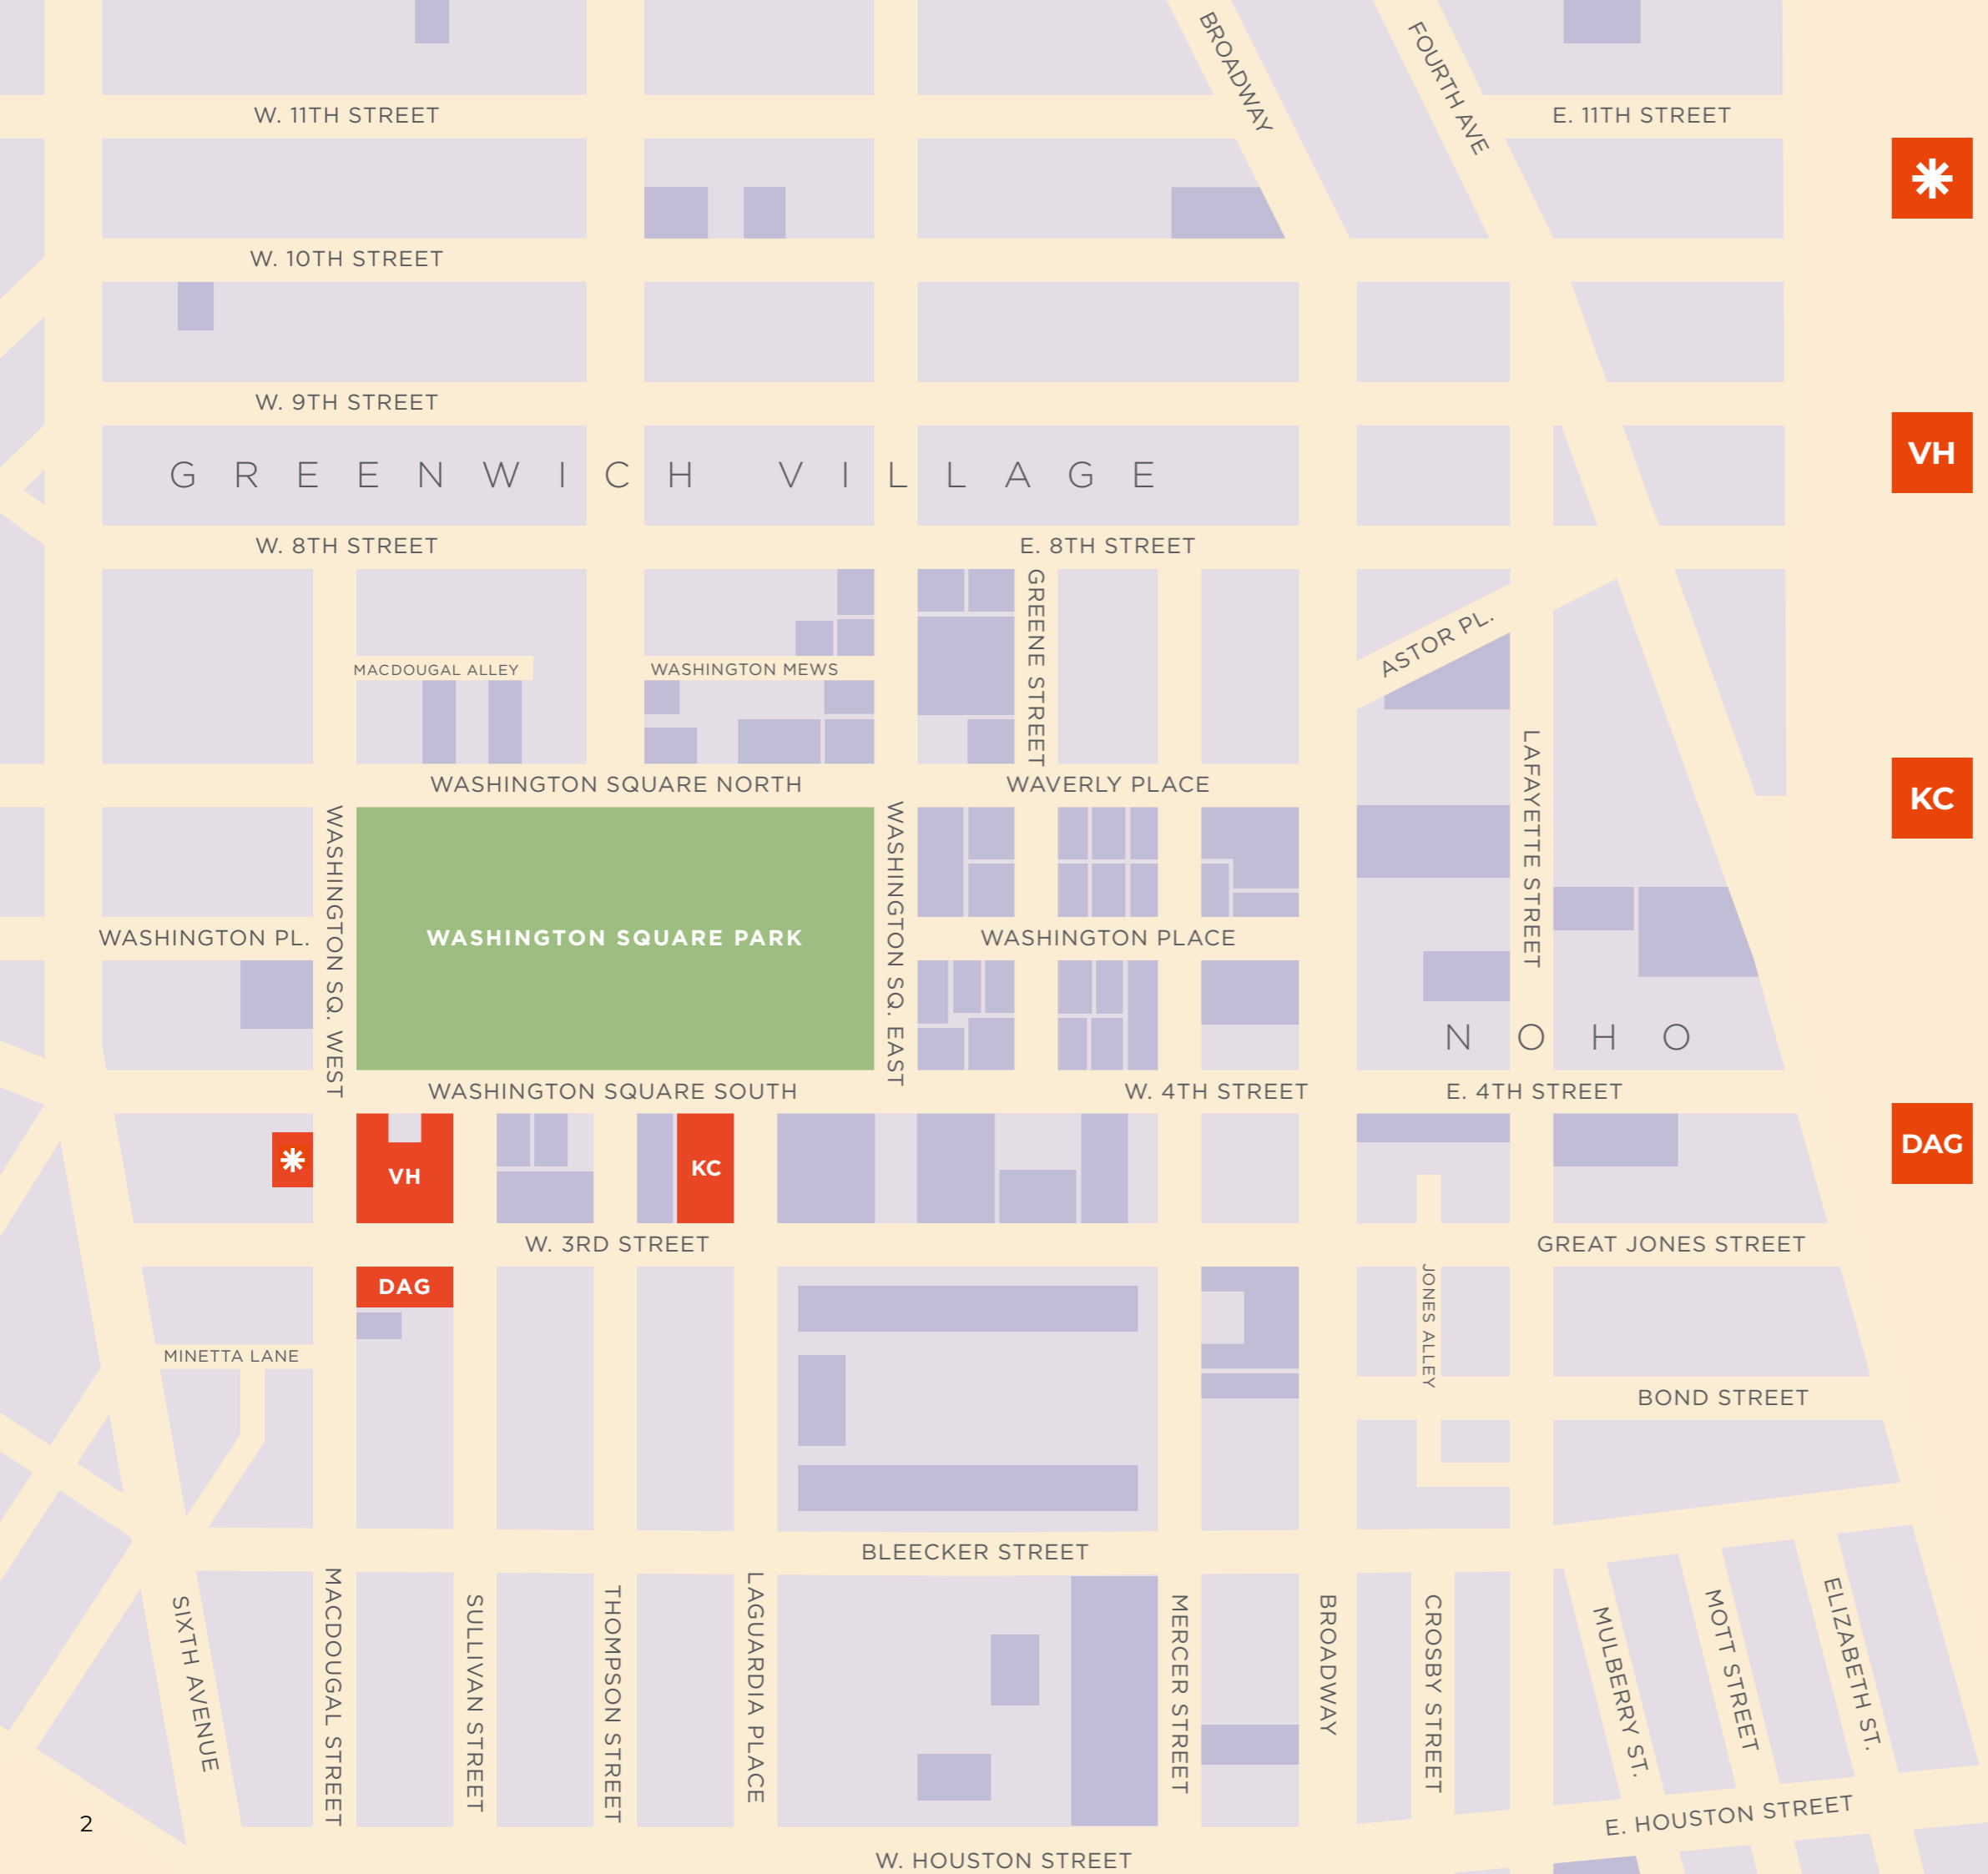 BROADWAY
FOURTH AVE
W. 11TH STREET
E. 11TH STREET
W. 10TH STREET
W. 9TH STREET
GREENWICH VILLAGE
VH
W. 8TH STREET
E. 8TH STREET
GREENE STREET
ASTOR PL.
MACDOUGAL ALLEY
WASHINGTON MEWS
LAFAYETTE STREET
WASHINGTON SQUARE NORTH
WAVERLY PLACE
KC
WASHINGTON SQ. WEST
WASHINGTON SQ. EAST
WASHINGTON PL.
WASHINGTON SQUARE PARK
WASHINGTON PLACE
NOHO
WASHINGTON SQUARE SOUTH
W. 4TH STREET
E. 4TH STREET
DAG
VH
KC
W. 3RD STREET
GREAT JONES STREET
DAG
JONES ALLEY
MINETTA LANE
BOND STREET
BLEECKER STREET
SIXTH AVENUE
MACDOUGAL STREET
SULLIVAN STREET
THOMPSON STREET
LAGUARDIA PLACE
MERCER STREET
BROADWAY
CROSBY STREET
MULBERRY ST.
MOTT STREET
ELIZABETH ST.
E. HOUSTON STREET
2
W. HOUSTON STREET